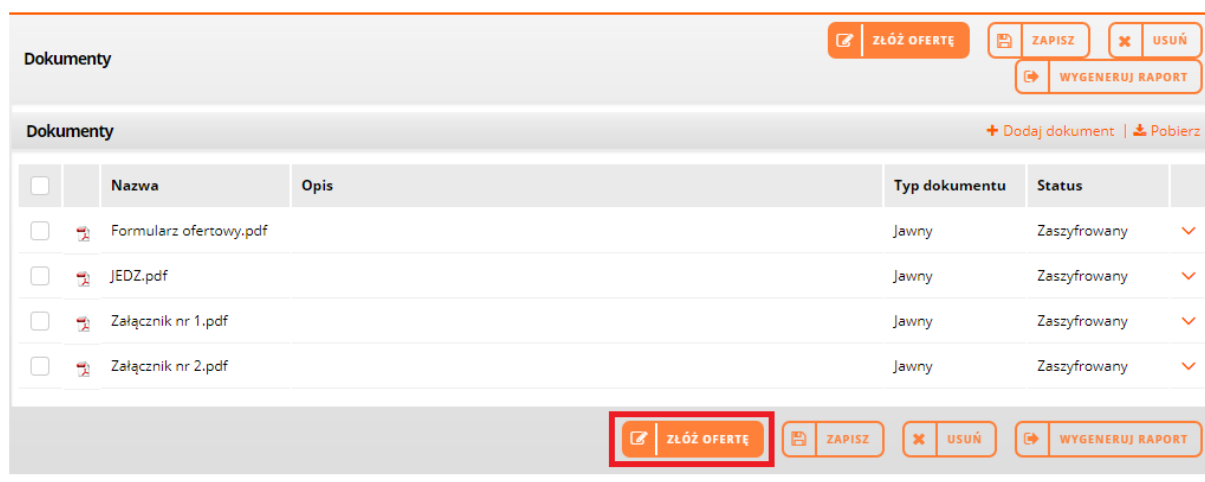 Dokumenty
ZŁÓŻ OFERTĘ ZAPISZ USUŃ
WYGENERUJ RAPORT
Dokumenty + Dodaj dokument | Pobierz
Nazwa Opis Typ dokumentu Status
Formularz ofertowy.pdf Jawny Zaszyfrowany
JEDZ.pdf Jawny Zaszyfrowany
Załącznik nr 1.pdf Jawny Zaszyfrowany
Załącznik nr 2.pdf Jawny Zaszyfrowany
ZŁÓŻ OFERTĘ ZAPISZ USUŃ WYGENERUJ RAPORT